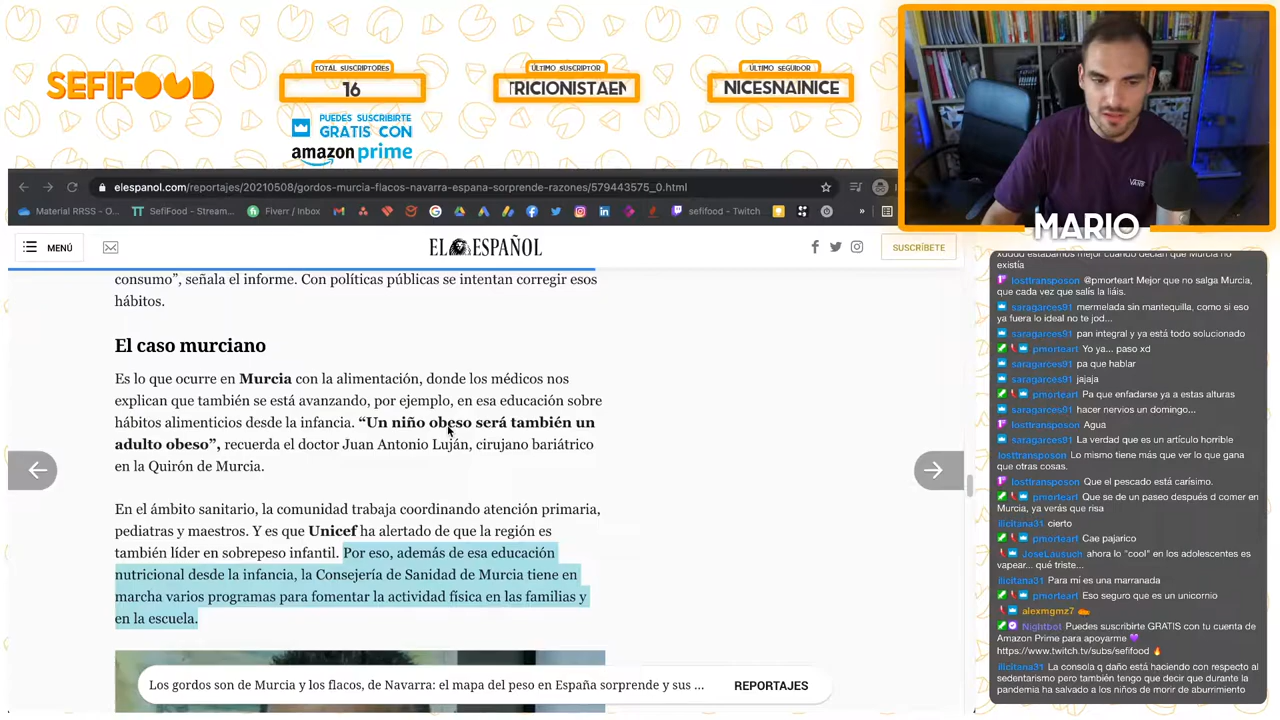 SEFIFOOD
TOTAL SUSCRIPTORES
16
ÚLTIMO SUSCRIPTOR
TRICIONISTAEN
ÚLTIMO SEGUIDOR
NICESNAINICE
PUEDES SUSCRIBIRTE
GRATIS CON
amazon prime
elespanol.com/reportajes/20210508/gordos-murcia-flacos-navarra-espana-sorprende-razones/579443575_0.html
Material RRSS - O...
SefiFood - Stream...
Fiverr / Inbox
sefifood - Twitch
»
MENÚ
EL ESPAÑOL
SUSCRÍBETE
consumo”, señala el informe. Con políticas públicas se intentan corregir esos
hábitos.
El caso murciano
Es lo que ocurre en Murcia con la alimentación, donde los médicos nos
explican que también se está avanzando, por ejemplo, en esa educación sobre
hábitos alimenticios desde la infancia. “Un niño obeso será también un
adulto obeso”, recuerda el doctor Juan Antonio Luján, cirujano bariátrico
en la Quirón de Murcia.
En el ámbito sanitario, la comunidad trabaja coordinando atención primaria,
pediatras y maestros. Y es que Unicef ha alertado de que la región es
también líder en sobrepeso infantil. Por eso, además de esa educación
nutricional desde la infancia, la Consejería de Sanidad de Murcia tiene en
marcha varios programas para fomentar la actividad física en las familias y
en la escuela.
Los gordos son de Murcia y los flacos, de Navarra: el mapa del peso en España sorprende y sus ...
REPORTAJES
VANS
MARIO
xdudd estábamos mejor cuando decían que Murcia no
existía
losttransposon @pmorteart Mejor que no salga Murcia,
que cada vez que salís la liáis.
saragarces91 mermelada sin mantequilla, como si eso
ya fuera lo ideal no te jod...
saragarces91 pan integral y ya está todo solucionado
pmorteart Yo ya... paso xd
saragarces91 pa que hablar
saragarces91 jajaja
pmorteart Pa que enfadarse ya a estas alturas
saragarces91 hacer nervios un domingo...
losttransposon Agua
saragarces91 La verdad que es un artículo horrible
losttransposon Lo mismo tiene más que ver lo que gana
que otras cosas.
losttransposon Que el pescado está carísimo.
pmorteart Que se de un paseo después d comer en
Murcia, ya verás que risa
ilicitana31 cierto
pmorteart Cae pajarico
JoseLausuch ahora lo "cool" en los adolescentes es
vapear... qué triste...
ilicitana31 Para mí es una marranada
pmorteart Eso seguro que es un unicornio
alexmgmz7
Nightbot Puedes suscribirte GRATIS con tu cuenta de
Amazon Prime para apoyarme
https://www.twitch.tv/subs/sefifood
ilicitana31 La consola q daño está haciendo con respecto al
sedentarismo pero también tengo que decir que durante la
pandemia ha salvado a los niños de morir de aburrimiento